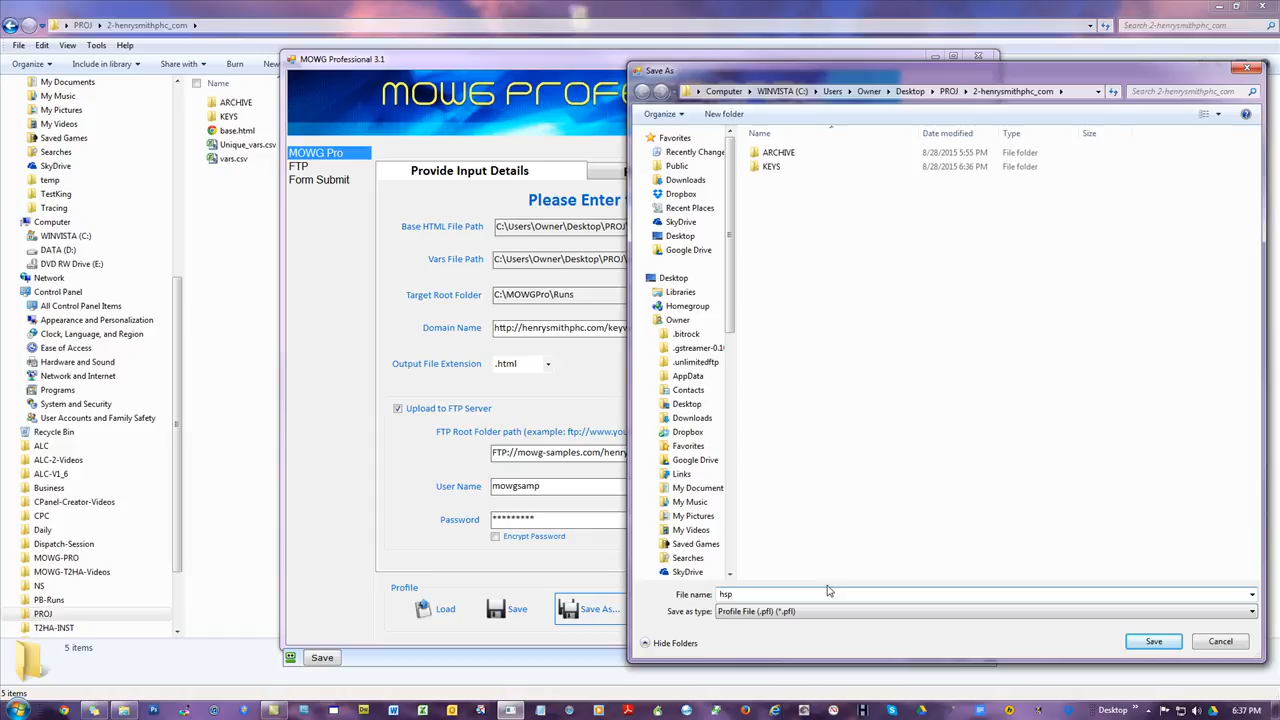 PROJ 2-henrysmithphc_com
Search 2-henrysmithphc_com
File Edit View Tools Help
Organize Include in library Share with Burn New
My Documents
My Music
My Pictures
My Videos
Saved Games
Searches
SkyDrive
temp
TestKing
Tracing
Computer
WINVISTA (C:)
DATA (D:)
DVD RW Drive (E:)
Network
Control Panel
All Control Panel Items
Appearance and Personalization
Clock, Language, and Region
Ease of Access
Hardware and Sound
Network and Internet
Programs
System and Security
User Accounts and Family Safety
Recycle Bin
ALC
ALC-2-Videos
ALC-V1_6
Business
CPanel-Creator-Videos
CPC
Daily
Dispatch-Session
MOWG-PRO
MOWG-T2HA-Videos
NS
PB-Runs
PROJ
T2HA-INST
5 items
5 items
Name
ARCHIVE
KEYS
base.html
Unique_vars.csv
vars.csv
MOWG Professional 3.1
MOWG PROFE
MOWG Pro
FTP
Form Submit
Provide Input Details
Please Enter
Base HTML File Path C:\Users\Owner\Desktop\PROJ
Vars File Path C:\Users\Owner\Desktop\PROJ
Target Root Folder C:\MOWGPro\Runs
Domain Name http://henrysmithphc.com/keyw
Output File Extension .html
Upload to FTP Server
FTP Root Folder path (example: ftp://www.you
FTP://mowg-samples.com/henry
User Name mowgsamp
Password *********
Encrypt Password
Profile
Load Save Save As...
Save
Save As
Computer WINVISTA (C:) Users Owner Desktop PROJ 2-henrysmithphc_com
Search 2-henrysmithphc_com
Organize New folder
Favorites
Recently Change
Public
Downloads
Dropbox
Recent Places
SkyDrive
Desktop
Google Drive
Desktop
Libraries
Homegroup
Owner
.bitrock
.gstreamer-0.10
.unlimitedftp
AppData
Contacts
Desktop
Downloads
Dropbox
Favorites
Google Drive
Links
My Document
My Music
My Pictures
My Videos
Saved Games
Searches
SkyDrive
Name Date modified Type Size
ARCHIVE 8/28/2015 5:55 PM File folder
KEYS 8/28/2015 6:36 PM File folder
File name: hsp
Save as type: Profile File (.pfl) (*.pfl)
Hide Folders
Save Cancel
Desktop 6:37 PM